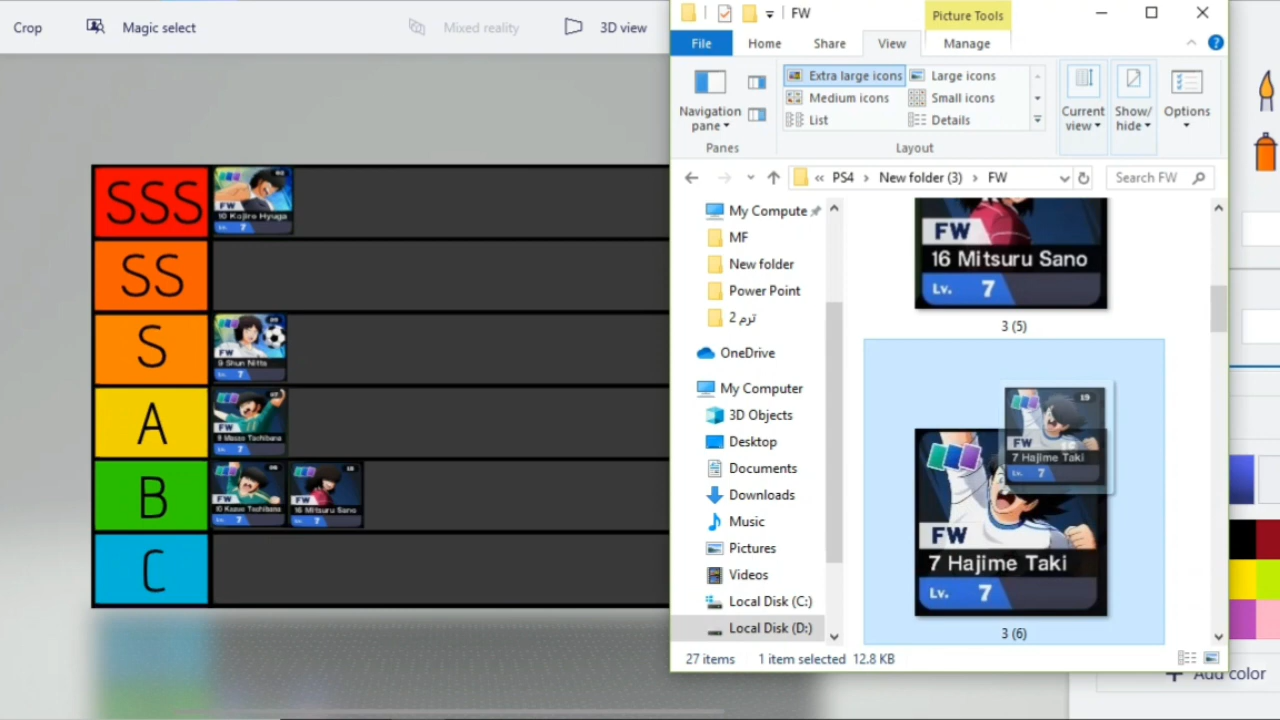 Crop
Magic select
Mixed reality
3D view
FW
Picture Tools
File
Home
Share
View
Manage
Navigation pane
Extra large icons
Large icons
Medium icons
Small icons
List
Details
Current view
Show/hide
Options
Panes
Layout
PS4
New folder (3)
FW
Search FW
My Compute
MF
New folder
Power Point
ترم 2
OneDrive
My Computer
3D Objects
Desktop
Documents
Downloads
Music
Pictures
Videos
Local Disk (C:)
Local Disk (D:)
FW
16 Mitsuru Sano
Lv. 7
3 (5)
19
FW
7 Hajime Taki
Lv. 7
FW
7 Hajime Taki
Lv. 7
3 (6)
27 items
1 item selected
12.8 KB
Add color
SSS
FW
10 Kojiro Hyuga
Lv. 7
SS
S
FW
9 Shun Nitta
Lv. 7
A
FW
9 Masao Tachibana
Lv. 7
B
FW
10 Kazuo Tachibana
Lv. 7
FW
16 Mitsuru Sano
Lv. 7
C